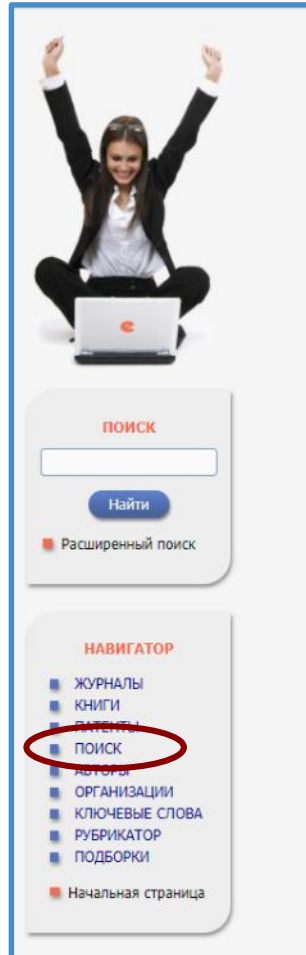 e
ПОИСК
Найти
Расширенный поиск
НАВИГАТОР
ЖУРНАЛЫ
КНИГИ
ПАТЕНТЫ
ПОИСК
АВТОРЫ
ОРГАНИЗАЦИИ
КЛЮЧЕВЫЕ СЛОВА
РУБРИКАТОР
ПОДБОРКИ
Начальная страница